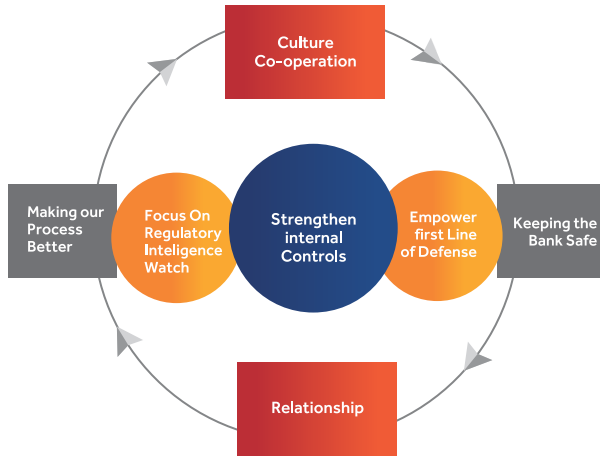 Culture
Co-operation
Making our
Process
Better
Focus On
Regulatory
Inteligence
Watch
Strengthen
internal
Controls
Empower
first Line
of Defense
Keeping the
Bank Safe
Relationship